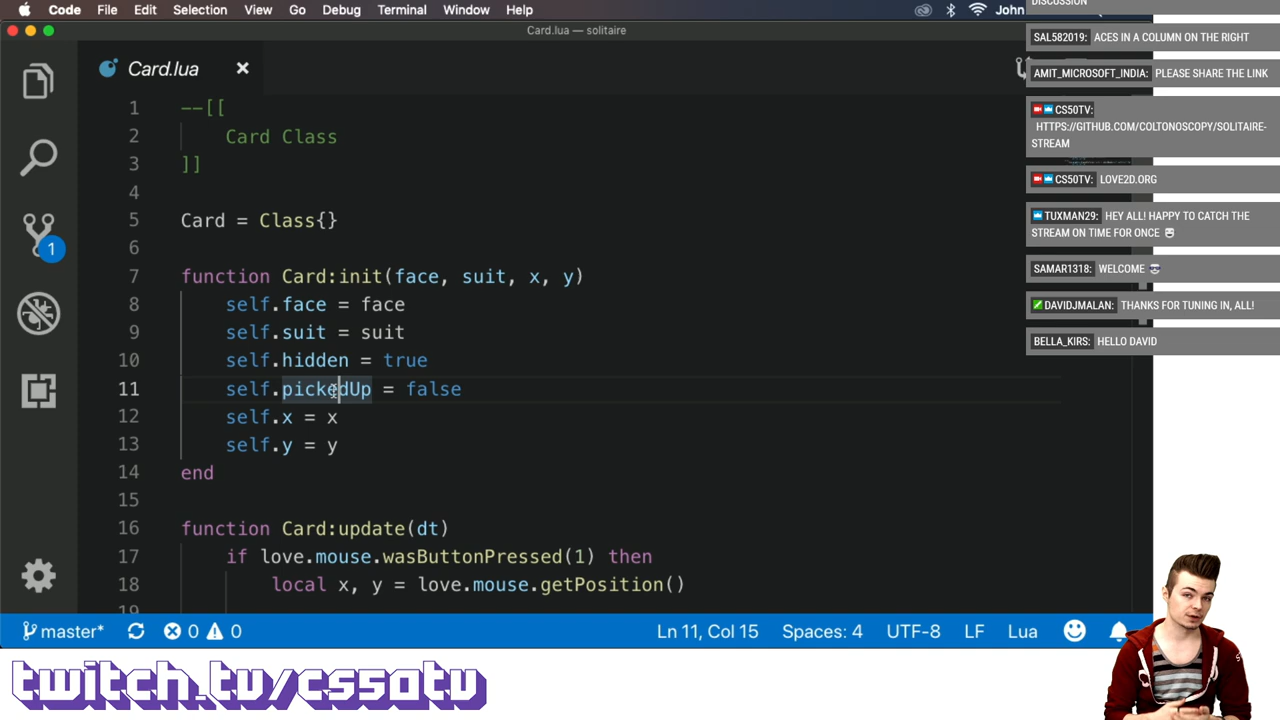 Code File Edit Selection View Go Debug Terminal Window Help John
Card.lua — solitaire
Card.lua
1 --[[
2 Card Class
3 ]]
4
5 Card = Class{}
6
7 function Card:init(face, suit, x, y)
8 self.face = face
9 self.suit = suit
10 self.hidden = true
11 self.pickedUp = false
12 self.x = x
13 self.y = y
14 end
15
16 function Card:update(dt)
17 if love.mouse.wasButtonPressed(1) then
18 local x, y = love.mouse.getPosition()
19
1
master* 0 0 Ln 11, Col 15 Spaces: 4 UTF-8 LF Lua
DISCUSSION
SAL582019: ACES IN A COLUMN ON THE RIGHT
AMIT_MICROSOFT_INDIA: PLEASE SHARE THE LINK
CS50TV:
HTTPS://GITHUB.COM/COLTONOSCOPY/SOLITAIRE-
STREAM
CS50TV: LOVE2D.ORG
TUXMAN29: HEY ALL! HAPPY TO CATCH THE
STREAM ON TIME FOR ONCE
SAMAR1318: WELCOME
DAVIDJMALAN: THANKS FOR TUNING IN, ALL!
BELLA_KIRS: HELLO DAVID
twitch.tv/cs50tv